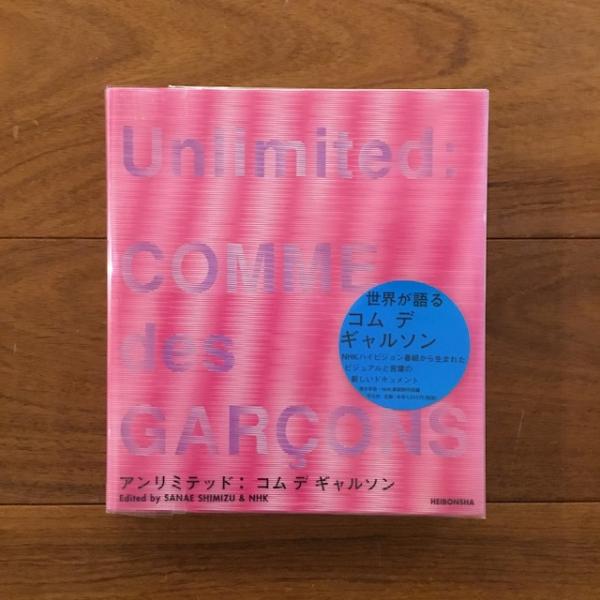 Unlimited:
COMME
des
GARÇONS
世界が語る
コム デ
ギャルソン
NHKハイビジョン番組から生まれた
ビジュアルと言葉の
新しいドキュメント
アンリミテッド： コム デ ギャルソン
Edited by SANAE SHIMIZU & NHK
HEIBONSHA